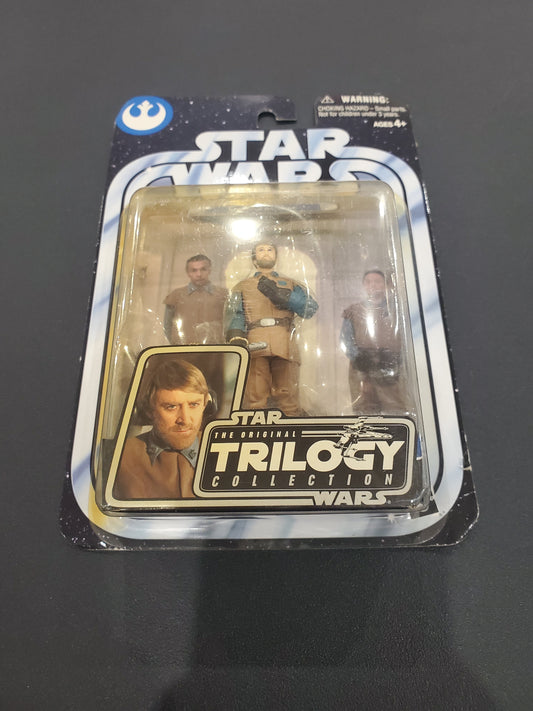 WARNING:
CHOKING HAZARD - Small parts.
Not for children under 3 years.
AGES 4+
STAR
WARS
STAR
THE ORIGINAL
TRILOGY
COLLECTION
WARS